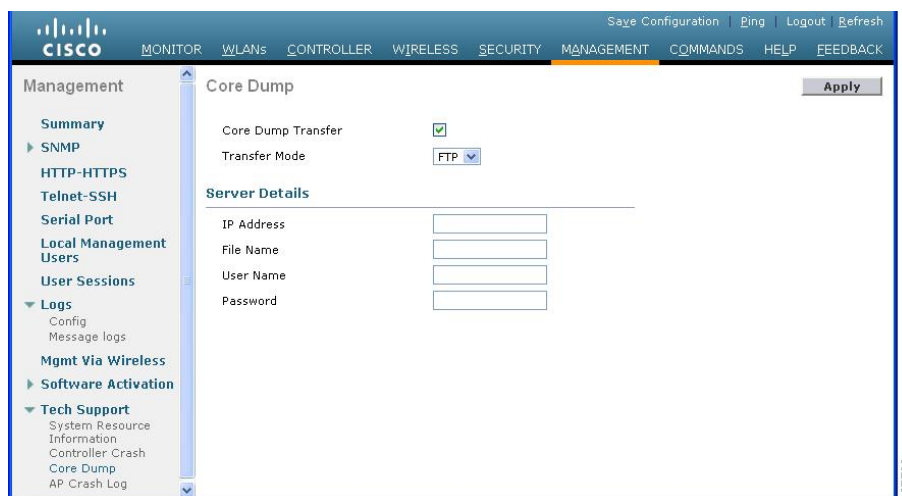 Save Configuration | Ping | Logout | Refresh
CISCO MONITOR WLANs CONTROLLER WIRELESS SECURITY MANAGEMENT COMMANDS HELP FEEDBACK
Management
Summary
SNMP
HTTP-HTTPS
Telnet-SSH
Serial Port
Local Management
Users
User Sessions
Logs
Config
Message logs
Mgmt Via Wireless
Software Activation
Tech Support
System Resource
Information
Controller Crash
Core Dump
AP Crash Log
Core Dump
Apply
Core Dump Transfer
Transfer Mode FTP
Server Details
IP Address
File Name
User Name
Password